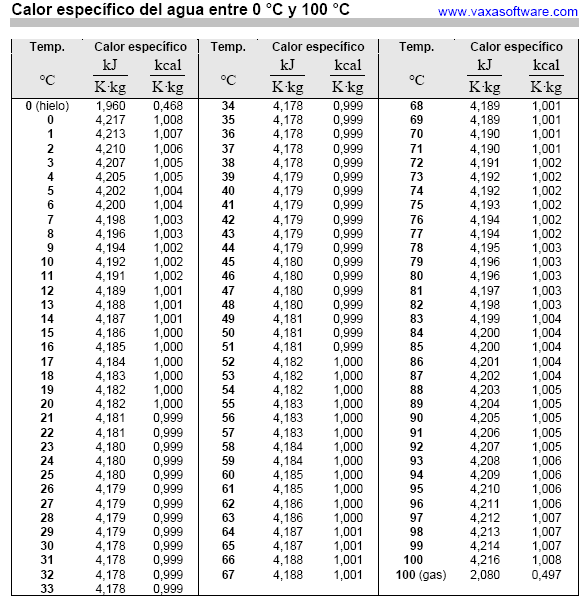 Calor específico del agua entre 0 °C y 100 °C www.vaxasoftware.com
Temp. Calor específico Temp. Calor específico Temp. Calor específico
kJ kcal kJ kcal kJ kcal
°C K·kg K·kg °C K·kg K·kg °C K·kg K·kg
0 (hielo) 1,960 0,468 34 4,178 0,999 68 4,189 1,001
0 4,217 1,008 35 4,178 0,999 69 4,189 1,001
1 4,213 1,007 36 4,178 0,999 70 4,190 1,001
2 4,210 1,006 37 4,178 0,999 71 4,190 1,001
3 4,207 1,005 38 4,178 0,999 72 4,191 1,002
4 4,205 1,005 39 4,179 0,999 73 4,192 1,002
5 4,202 1,004 40 4,179 0,999 74 4,192 1,002
6 4,200 1,004 41 4,179 0,999 75 4,193 1,002
7 4,198 1,003 42 4,179 0,999 76 4,194 1,002
8 4,196 1,003 43 4,179 0,999 77 4,194 1,002
9 4,194 1,002 44 4,179 0,999 78 4,195 1,003
10 4,192 1,002 45 4,180 0,999 79 4,196 1,003
11 4,191 1,002 46 4,180 0,999 80 4,196 1,003
12 4,189 1,001 47 4,180 0,999 81 4,197 1,003
13 4,188 1,001 48 4,180 0,999 82 4,198 1,003
14 4,187 1,001 49 4,181 0,999 83 4,199 1,004
15 4,186 1,000 50 4,181 0,999 84 4,200 1,004
16 4,185 1,000 51 4,181 0,999 85 4,200 1,004
17 4,184 1,000 52 4,182 1,000 86 4,201 1,004
18 4,183 1,000 53 4,182 1,000 87 4,202 1,004
19 4,182 1,000 54 4,182 1,000 88 4,203 1,005
20 4,182 1,000 55 4,183 1,000 89 4,204 1,005
21 4,181 0,999 56 4,183 1,000 90 4,205 1,005
22 4,181 0,999 57 4,183 1,000 91 4,206 1,005
23 4,180 0,999 58 4,184 1,000 92 4,207 1,005
24 4,180 0,999 59 4,184 1,000 93 4,208 1,006
25 4,180 0,999 60 4,185 1,000 94 4,209 1,006
26 4,179 0,999 61 4,185 1,000 95 4,210 1,006
27 4,179 0,999 62 4,186 1,000 96 4,211 1,006
28 4,179 0,999 63 4,186 1,000 97 4,212 1,007
29 4,179 0,999 64 4,187 1,001 98 4,213 1,007
30 4,178 0,999 65 4,187 1,001 99 4,214 1,007
31 4,178 0,999 66 4,188 1,001 100 4,216 1,008
32 4,178 0,999 67 4,188 1,001 100 (gas) 2,080 0,497
33 4,178 0,999